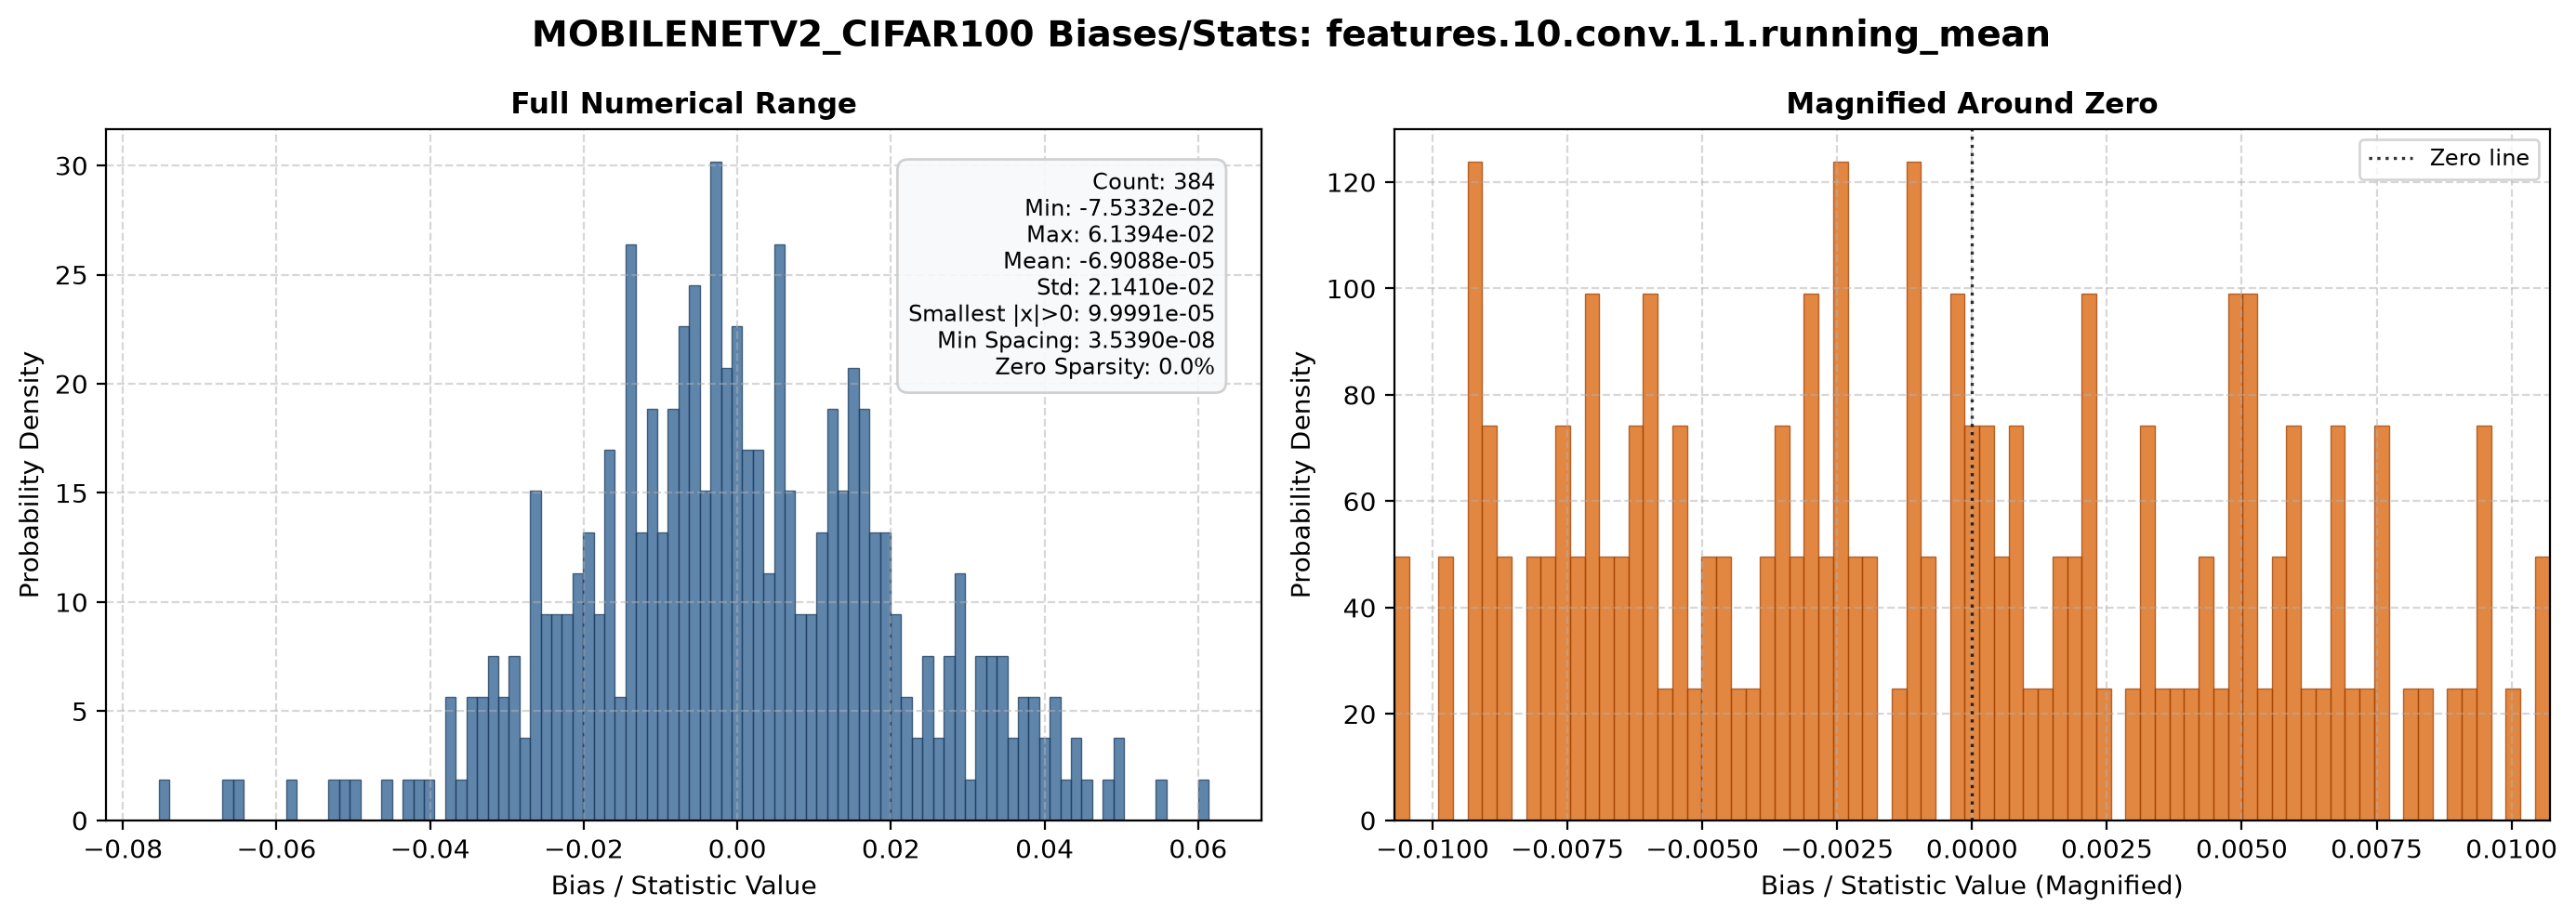 MOBILENETV2_CIFAR100 Biases/Stats: features.10.conv.1.1.running_mean
Full Numerical Range
Probability Density
30
25
20
15
10
5
0
Count: 384
Min: -7.5332e-02
Max: 6.1394e-02
Mean: -6.9088e-05
Std: 2.1410e-02
Smallest |x|>0: 9.9991e-05
Min Spacing: 3.5390e-08
Zero Sparsity: 0.0%
−0.08 −0.06 −0.04 −0.02 0.00 0.02 0.04 0.06
Bias / Statistic Value
Magnified Around Zero
Probability Density
120
100
80
60
40
20
0
Zero line
−0.0100 −0.0075 −0.0050 −0.0025 0.0000 0.0025 0.0050 0.0075 0.0100
Bias / Statistic Value (Magnified)